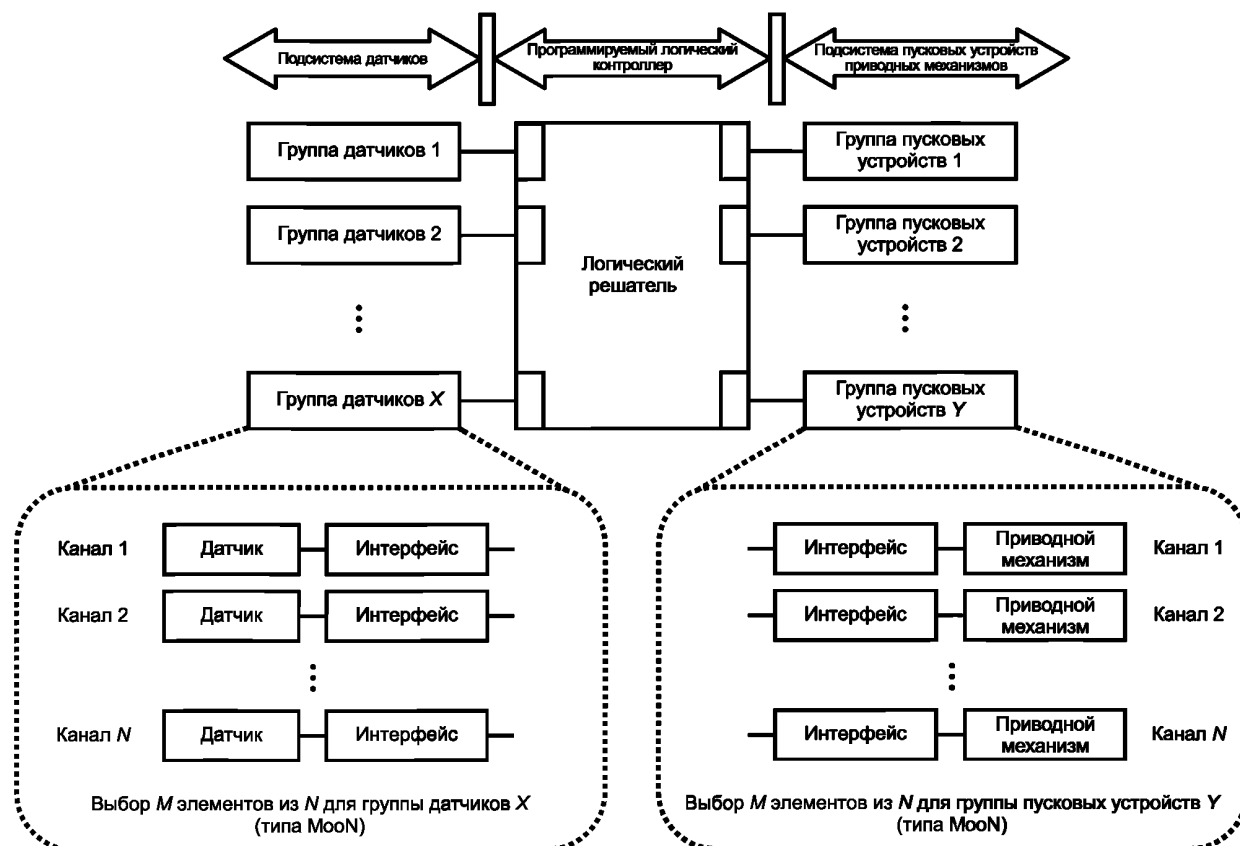 Подсистема датчиков
Программируемый логический
контроллер
Подсистема пусковых устройств
приводных механизмов
Группа датчиков 1
Группа пусковых
устройств 1
Группа датчиков 2
Группа пусковых
устройств 2
Логический
решатель
Группа датчиков X
Группа пусковых
устройств Y
Канал 1
Датчик
Интерфейс
Канал 2
Датчик
Интерфейс
Канал N
Датчик
Интерфейс
Выбор M элементов из N для группы датчиков X
(типа MooN)
Интерфейс
Приводной
механизм
Канал 1
Интерфейс
Приводной
механизм
Канал 2
Интерфейс
Приводной
механизм
Канал N
Выбор M элементов из N для группы пусковых устройств Y
(типа MooN)